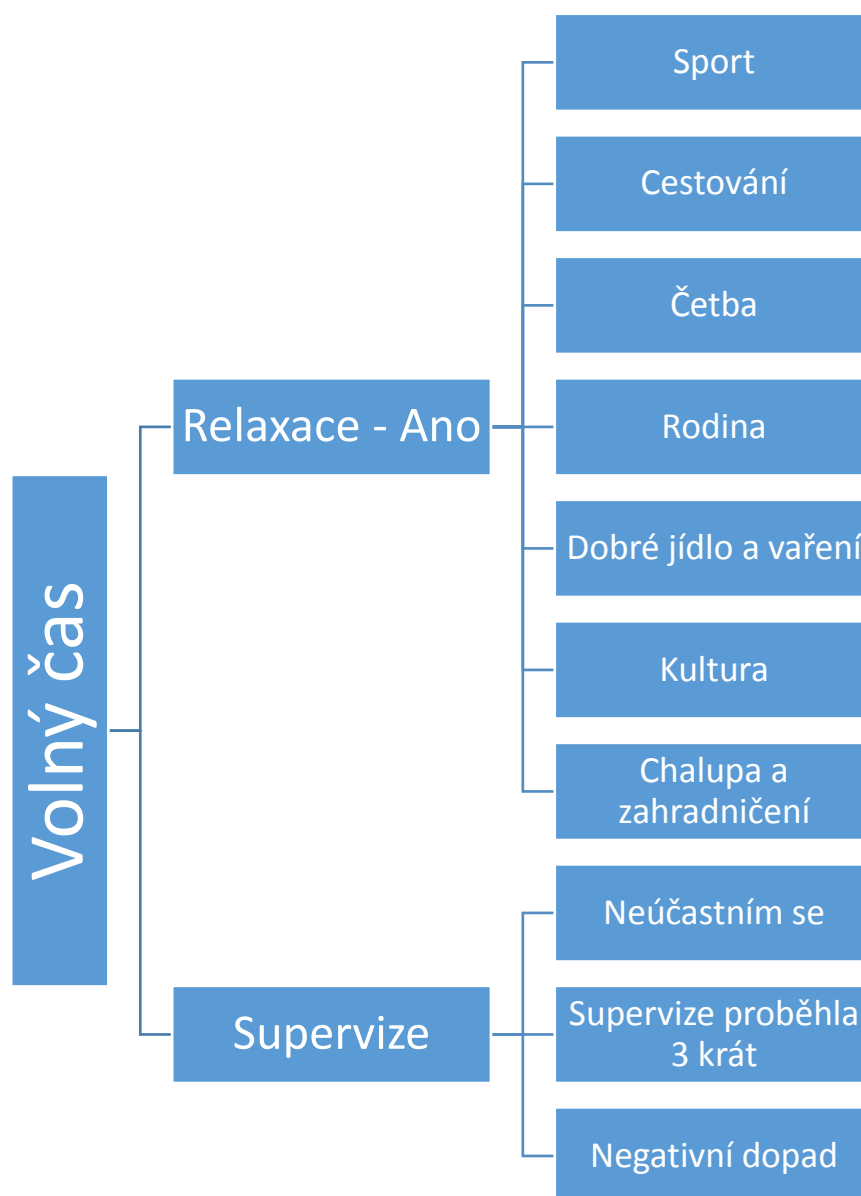 Volný čas
Relaxace - Ano
Sport
Cestování
Četba
Rodina
Dobré jídlo a vaření
Kultura
Chalupa a
zahradničení
Supervize
Neúčastním se
Supervize proběhla
3 krát
Negativní dopad